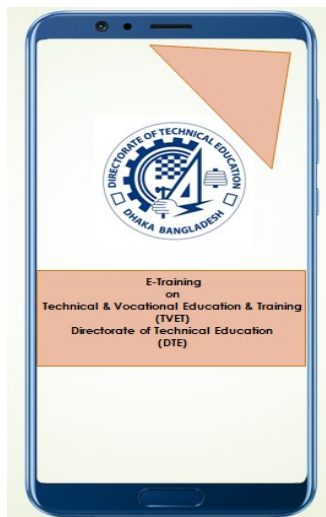 DIRECTORATE OF TECHNICAL EDUCATION
DHAKA BANGLADESH
E-Training
on
Technical & Vocational Education & Training
(TVET)
Directorate of Technical Education
(DTE)